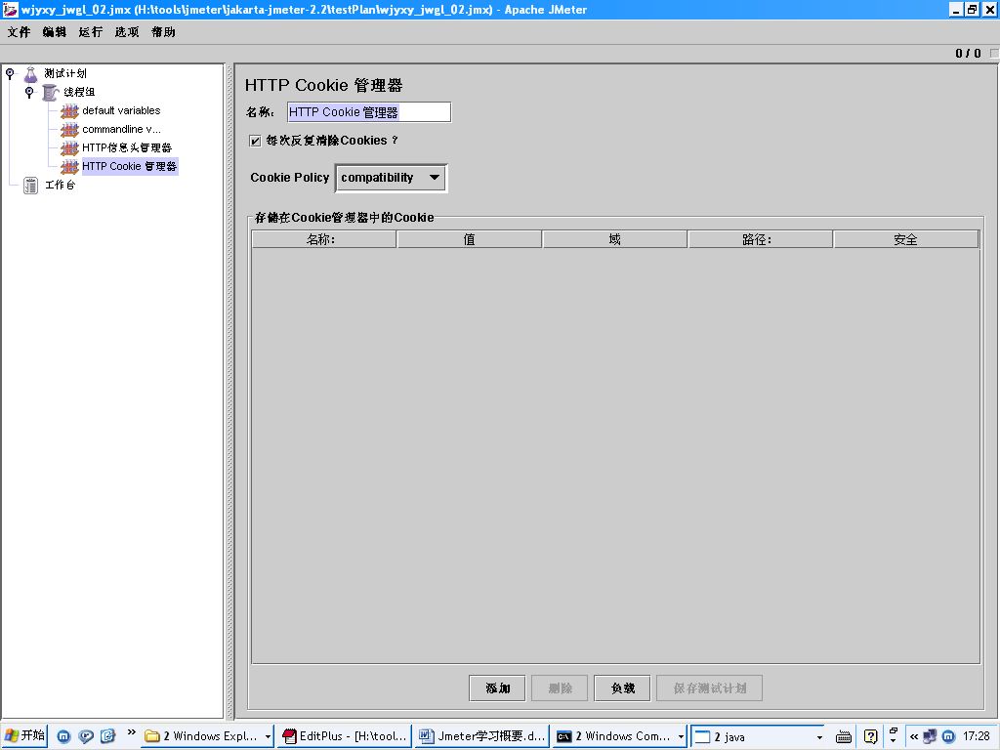 wjyxy_jwgl_02.jmx (H:\tools\jmeter\jakarta-jmeter-2.2\testPlan\wjyxy_jwgl_02.jmx) - Apache JMeter
文件 编辑 运行 选项 帮助
0 / 0
测试计划
线程组
default variables
commandline v...
HTTP信息头管理器
HTTP Cookie 管理器
工作台
HTTP Cookie 管理器
名称： HTTP Cookie 管理器
每次反复清除Cookies ?
Cookie Policy compatibility
存储在Cookie管理器中的Cookie
名称： 值 域 路径： 安全
添加 删除 负载 保存测试计划
开始 » 2 Windows Expl... EditPlus - [H:\tool... Jmeter学习概要.d... 2 Windows Com... 2 java « 17:28